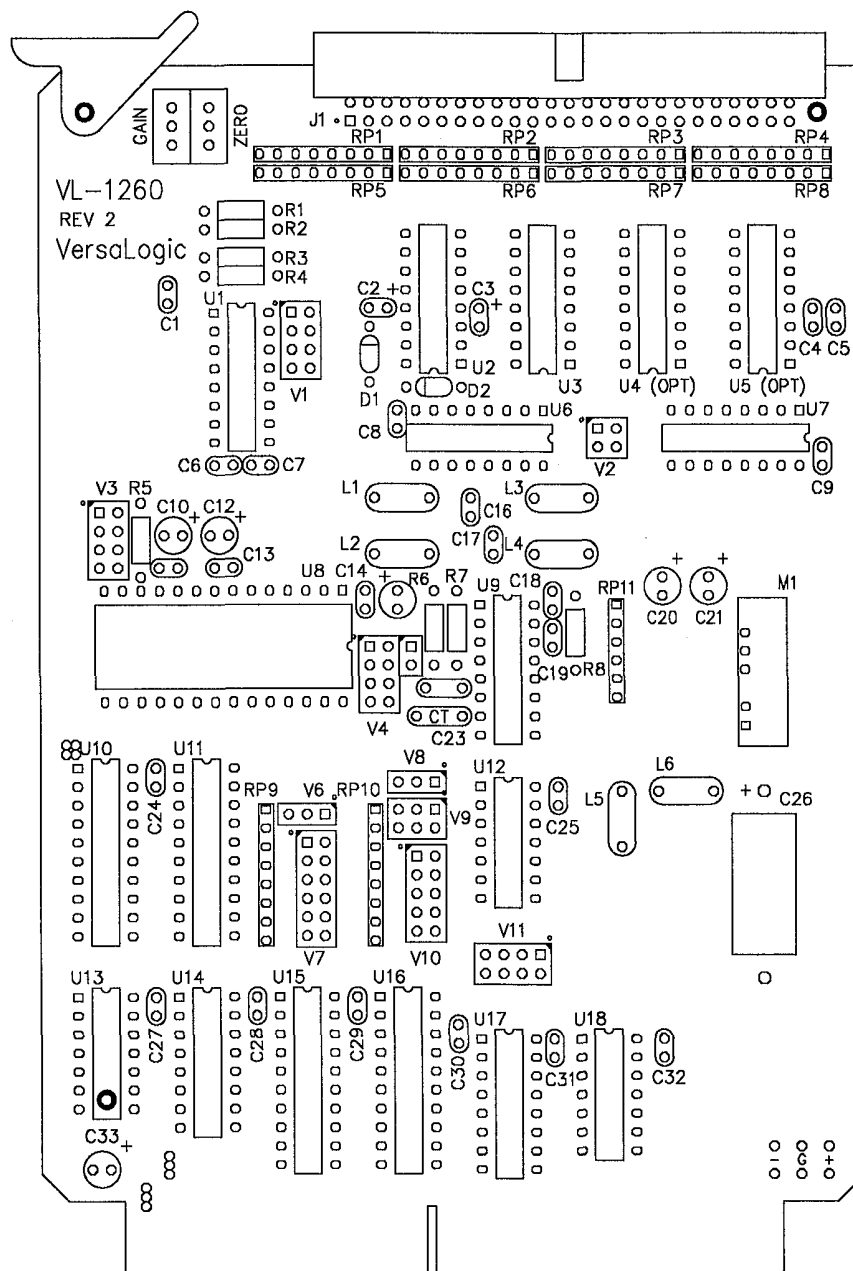 GAIN
ZERO
J1
RP1 RP2 RP3 RP4
RP5 RP6 RP7 RP8
VL-1260
REV 2
VersaLogic
R1
R2
R3
R4
C1
U1
V1
C2 +
C3 +
D1
D2
U2
U3
U4 (OPT)
U5 (OPT)
C4 C5
U6
U7
C8
V2
C9
C6 C7
V3
R5
C10 +
C12 +
C13
L1
L2
L3
L4
C16
C17
U8
C14
+
R6
R7
U9
C18
C19
R8
RP11
+
C20
+
C21
M1
V4
CT
C23
U10
U11
C24
RP9
V6
RP10
V8
V9
U12
C25
L5
L6
+
C26
V7
V10
V11
U13
U14
U15
U16
C27
C28
C29
C30
U17
C31
U18
C32
C33 +
- G +